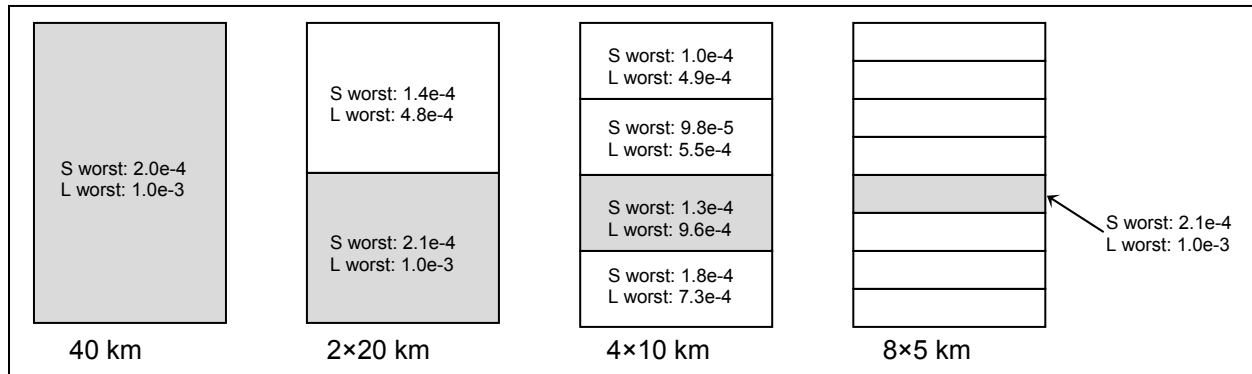 S worst: 2.0e-4
L worst: 1.0e-3
40 km
S worst: 1.4e-4
L worst: 4.8e-4
S worst: 2.1e-4
L worst: 1.0e-3
2×20 km
S worst: 1.0e-4
L worst: 4.9e-4
S worst: 9.8e-5
L worst: 5.5e-4
S worst: 1.3e-4
L worst: 9.6e-4
S worst: 1.8e-4
L worst: 7.3e-4
4×10 km
S worst: 2.1e-4
L worst: 1.0e-3
8×5 km